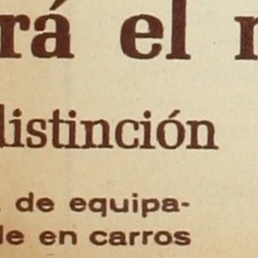 rá el
distinción
de equipa-
de en carros